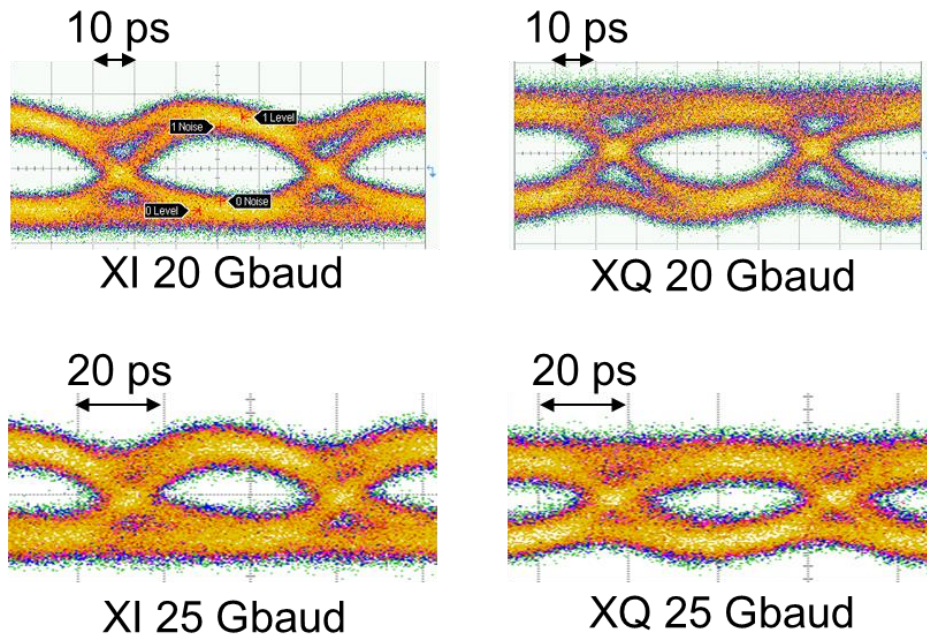 10 ps
10 ps
1 Level
1 Noise
0 Noise
0 Level
XI 20 Gbaud
XQ 20 Gbaud
20 ps
20 ps
XI 25 Gbaud
XQ 25 Gbaud